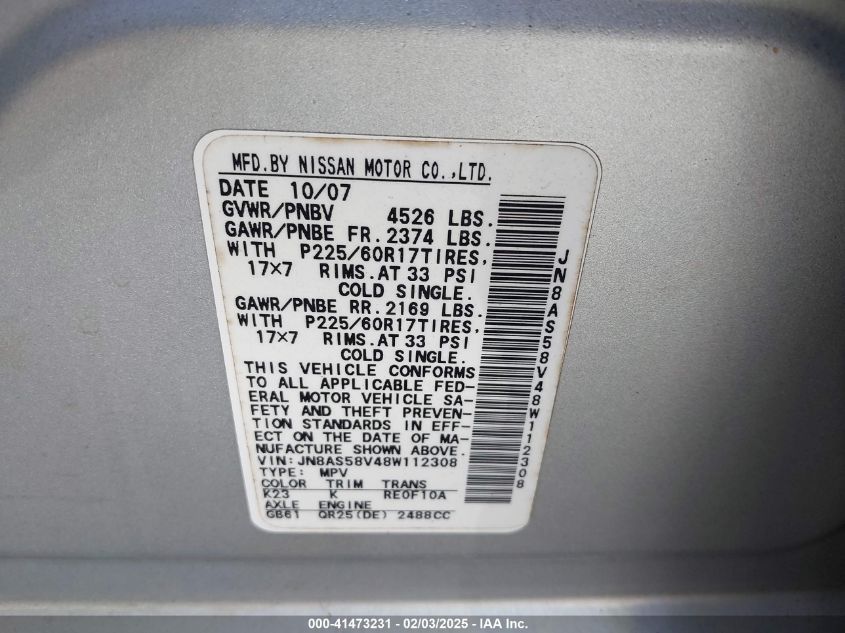 MFD.BY NISSAN MOTOR CO.,LTD.
DATE 10/07
GVWR/PNBV 4526 LBS.
GAWR/PNBE FR. 2374 LBS.
WITH P225/60R17TIRES,
17×7 RIMS.AT 33 PSI
COLD SINGLE.
GAWR/PNBE RR. 2169 LBS.
WITH P225/60R17TIRES,
17×7 RIMS.AT 33 PSI
COLD SINGLE.
THIS VEHICLE CONFORMS
TO ALL APPLICABLE FED-
ERAL MOTOR VEHICLE SA-
FETY AND THEFT PREVEN-
TION STANDARDS IN EFF-
ECT ON THE DATE OF MA-
NUFACTURE SHOWN ABOVE.
VIN:JN8AS58V48W112308
TYPE: MPV
COLOR TRIM TRANS
K23 K RE0F10A
AXLE ENGINE
GB61 QR25(DE) 2488CC
JN8AS58V48W112308
000-41473231 - 02/03/2025 - IAA Inc.